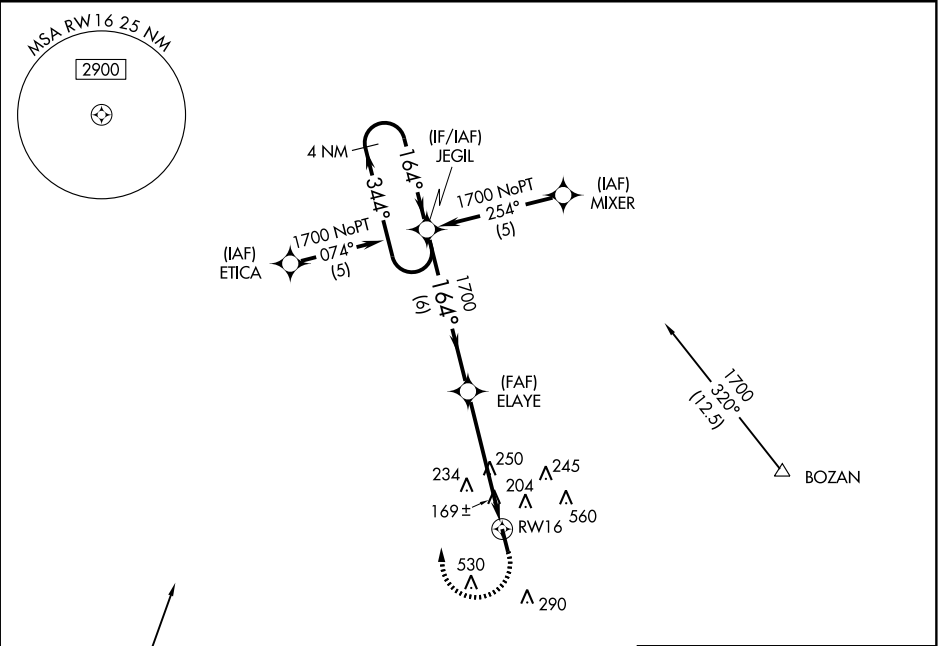 MSA RW16 25 NM
2900
(IF/IAF)
JEGIL
4 NM
164°
344°
1700 NoPT
254°
(5)
(IAF)
MIXER
1700 NoPT
074°
(5)
(IAF)
ETICA
1700
164°
(6)
(FAF)
ELAYE
1700
320°
(12.5)
BOZAN
250
245
234
204
169±
560
RW16
530
290